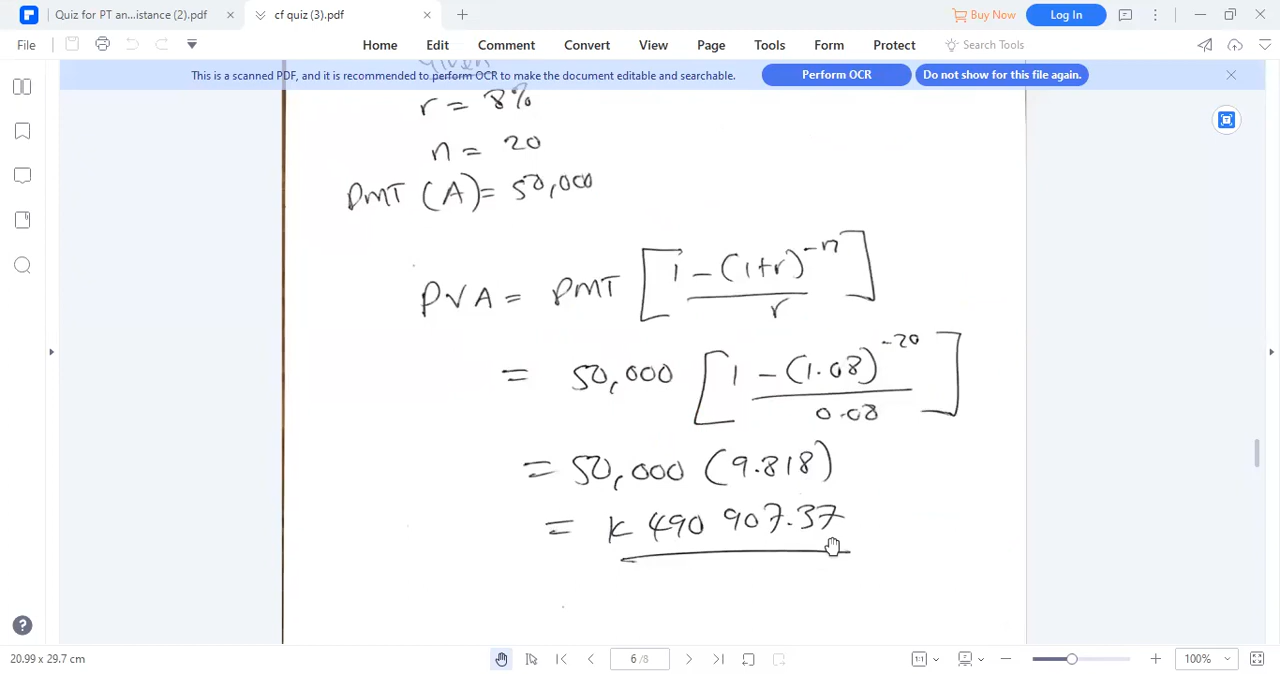 Quiz for PT an...istance (2).pdf
cf quiz (3).pdf
Buy Now
Log In
File
Home Edit Comment Convert View Page Tools Form Protect Search Tools
Given
This is a scanned PDF, and it is recommended to perform OCR to make the document editable and searchable.
Perform OCR
Do not show for this file again.
r = 8%
n = 20
PMT (A) = 50,000
PVA = PMT [1 - (1+r)^-n / r]
= 50,000 [1 - (1.08)^-20 / 0.08]
= 50,000 (9.818)
= K 490 907.37
20.99 x 29.7 cm
6 /8
1:1
100%